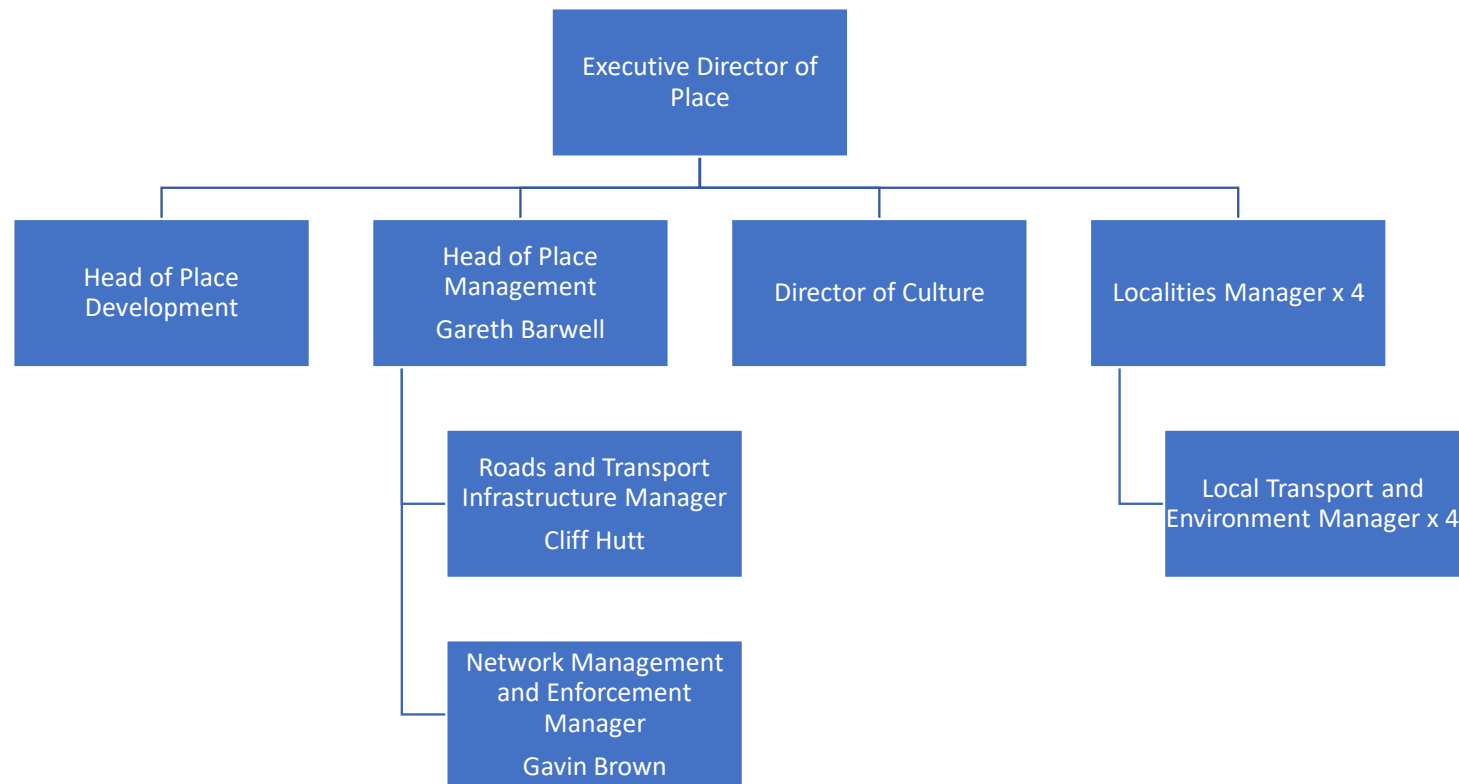 Executive Director of
Place
Head of Place
Development
Head of Place
Management
Gareth Barwell
Director of Culture
Localities Manager x 4
Roads and Transport
Infrastructure Manager
Cliff Hutt
Local Transport and
Environment Manager x 4
Network Management
and Enforcement
Manager
Gavin Brown